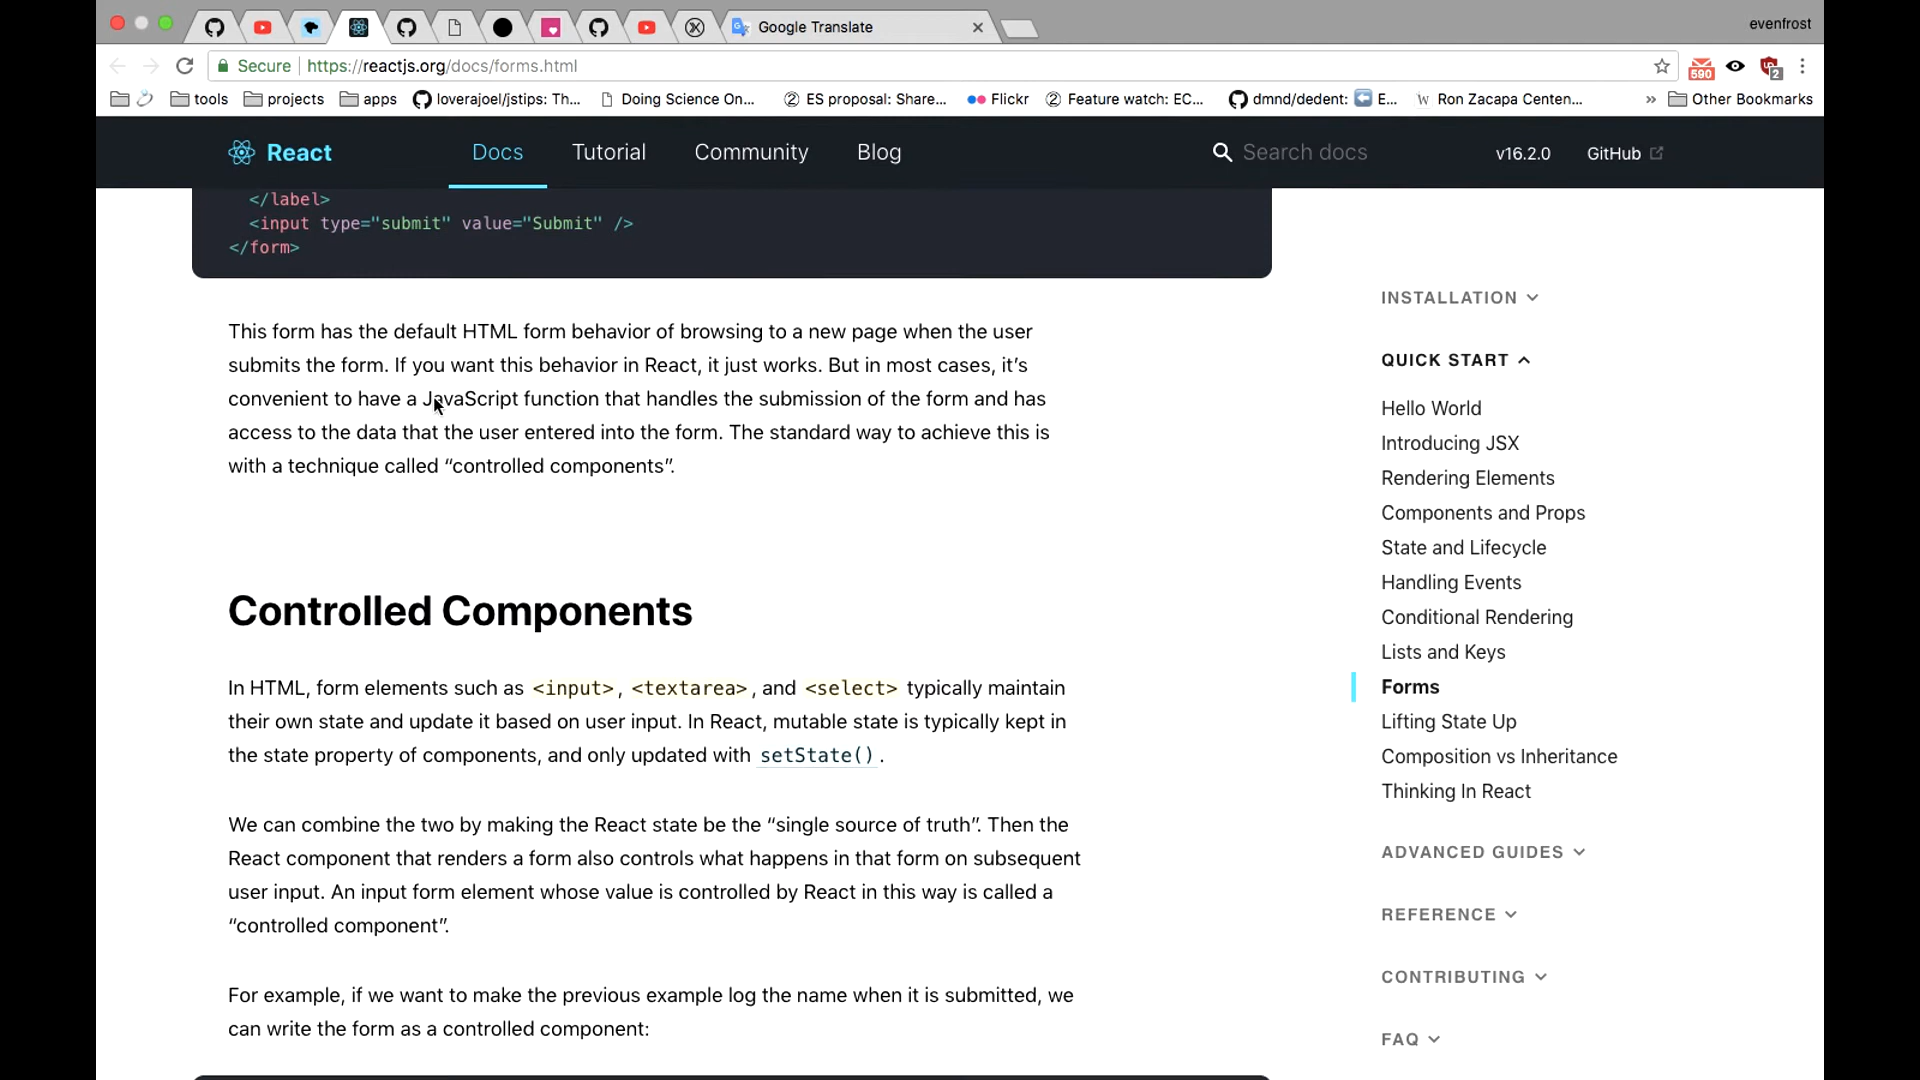 Google Translate
evenfrost
Secure https://reactjs.org/docs/forms.html
590
2
tools projects apps loverajoel/jstips: Th... Doing Science On... ES proposal: Share... Flickr Feature watch: EC... dmnd/dedent: E... Ron Zacapa Centen... » Other Bookmarks
React Docs Tutorial Community Blog Search docs v16.2.0 GitHub
</label>
<input type="submit" value="Submit" />
</form>
This form has the default HTML form behavior of browsing to a new page when the user
submits the form. If you want this behavior in React, it just works. But in most cases, it’s
convenient to have a JavaScript function that handles the submission of the form and has
access to the data that the user entered into the form. The standard way to achieve this is
with a technique called “controlled components”.
Controlled Components
In HTML, form elements such as <input>, <textarea>, and <select> typically maintain
their own state and update it based on user input. In React, mutable state is typically kept in
the state property of components, and only updated with setState().
We can combine the two by making the React state be the “single source of truth”. Then the
React component that renders a form also controls what happens in that form on subsequent
user input. An input form element whose value is controlled by React in this way is called a
“controlled component”.
For example, if we want to make the previous example log the name when it is submitted, we
can write the form as a controlled component:
INSTALLATION
QUICK START
Hello World
Introducing JSX
Rendering Elements
Components and Props
State and Lifecycle
Handling Events
Conditional Rendering
Lists and Keys
Forms
Lifting State Up
Composition vs Inheritance
Thinking In React
ADVANCED GUIDES
REFERENCE
CONTRIBUTING
FAQ